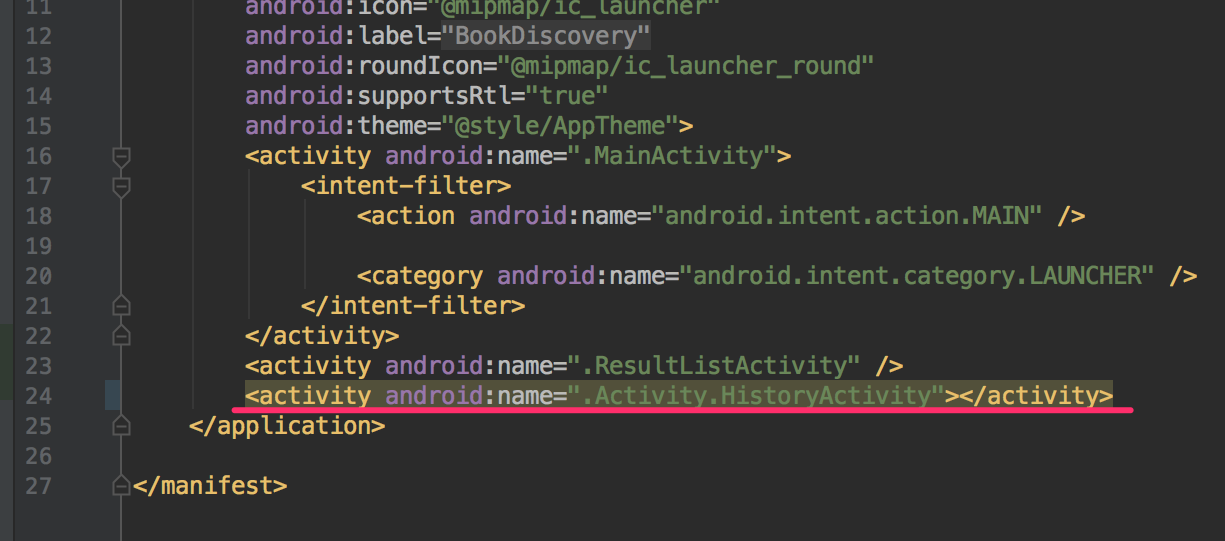 11 android:icon="@mipmap/ic_launcher"
12 android:label="BookDiscovery"
13 android:roundIcon="@mipmap/ic_launcher_round"
14 android:supportsRtl="true"
15 android:theme="@style/AppTheme">
16 <activity android:name=".MainActivity">
17 <intent-filter>
18 <action android:name="android.intent.action.MAIN" />
19
20 <category android:name="android.intent.category.LAUNCHER" />
21 </intent-filter>
22 </activity>
23 <activity android:name=".ResultListActivity" />
24 <activity android:name=".Activity.HistoryActivity"></activity>
25 </application>
26
27 </manifest>